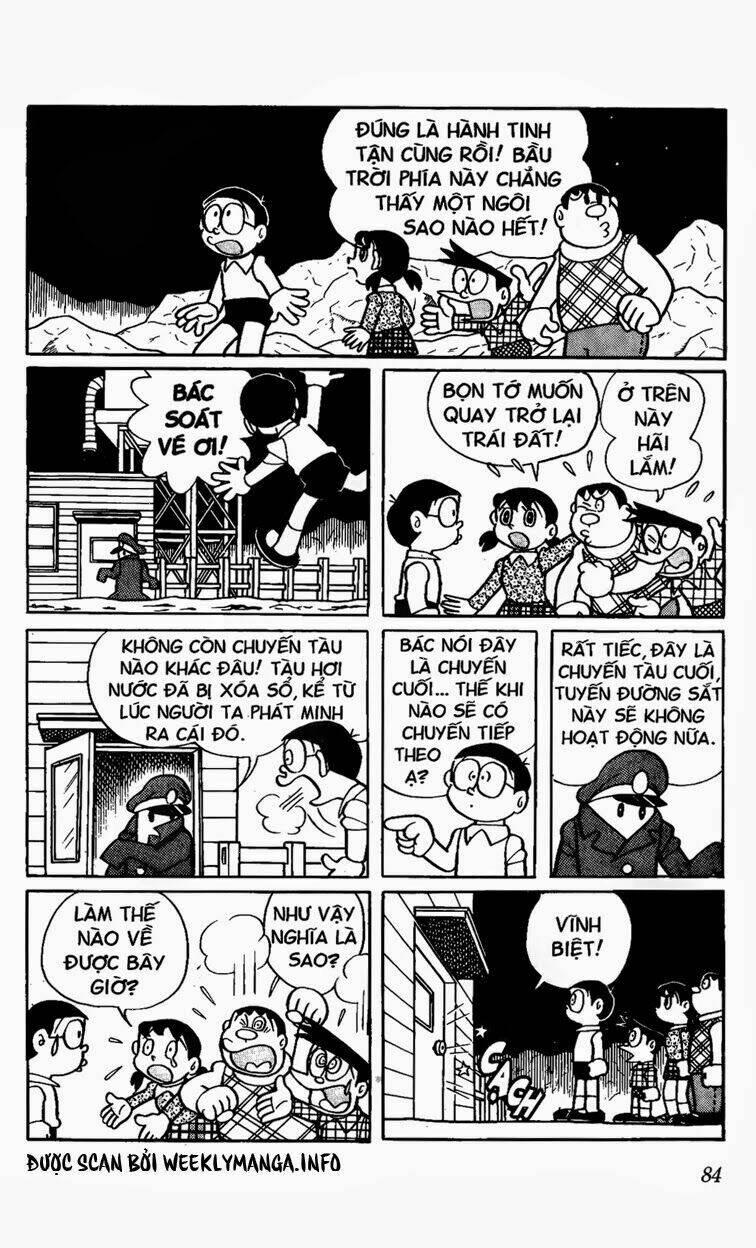 ĐÚNG LÀ HÀNH TINH
TẬN CÙNG RỒI! BẦU
TRỜI PHÍA NÀY CHẲNG
THẤY MỘT NGÔI
SAO NÀO HẾT!
BÁC
SOÁT
VÉ ƠI!
BỌN TỚ MUỐN
QUAY TRỞ LẠI
TRÁI ĐẤT!
Ở TRÊN
NÀY
HÃI
LẮM!
KHÔNG CÒN CHUYẾN TÀU
NÀO KHÁC ĐÂU! TÀU HƠI
NƯỚC ĐÃ BỊ XÓA SỔ, KỂ TỪ
LÚC NGƯỜI TA PHÁT MINH
RA CÁI ĐÓ.
BÁC NÓI ĐÂY
LÀ CHUYẾN
CUỐI... THẾ KHI
NÀO SẼ CÓ
CHUYẾN TIẾP
THEO
Ạ?
RẤT TIẾC, ĐÂY LÀ
CHUYẾN TÀU CUỐI,
TUYẾN ĐƯỜNG SẮT
NÀY SẼ KHÔNG
HOẠT ĐỘNG NỮA.
LÀM THẾ
NÀO VỀ
ĐƯỢC BÂY
GIỜ?
NHƯ VẬY
NGHĨA LÀ
SAO?
VĨNH
BIỆT!
CẠCH
ĐƯỢC SCAN BỞI WEEKLYMANGA.INFO
84